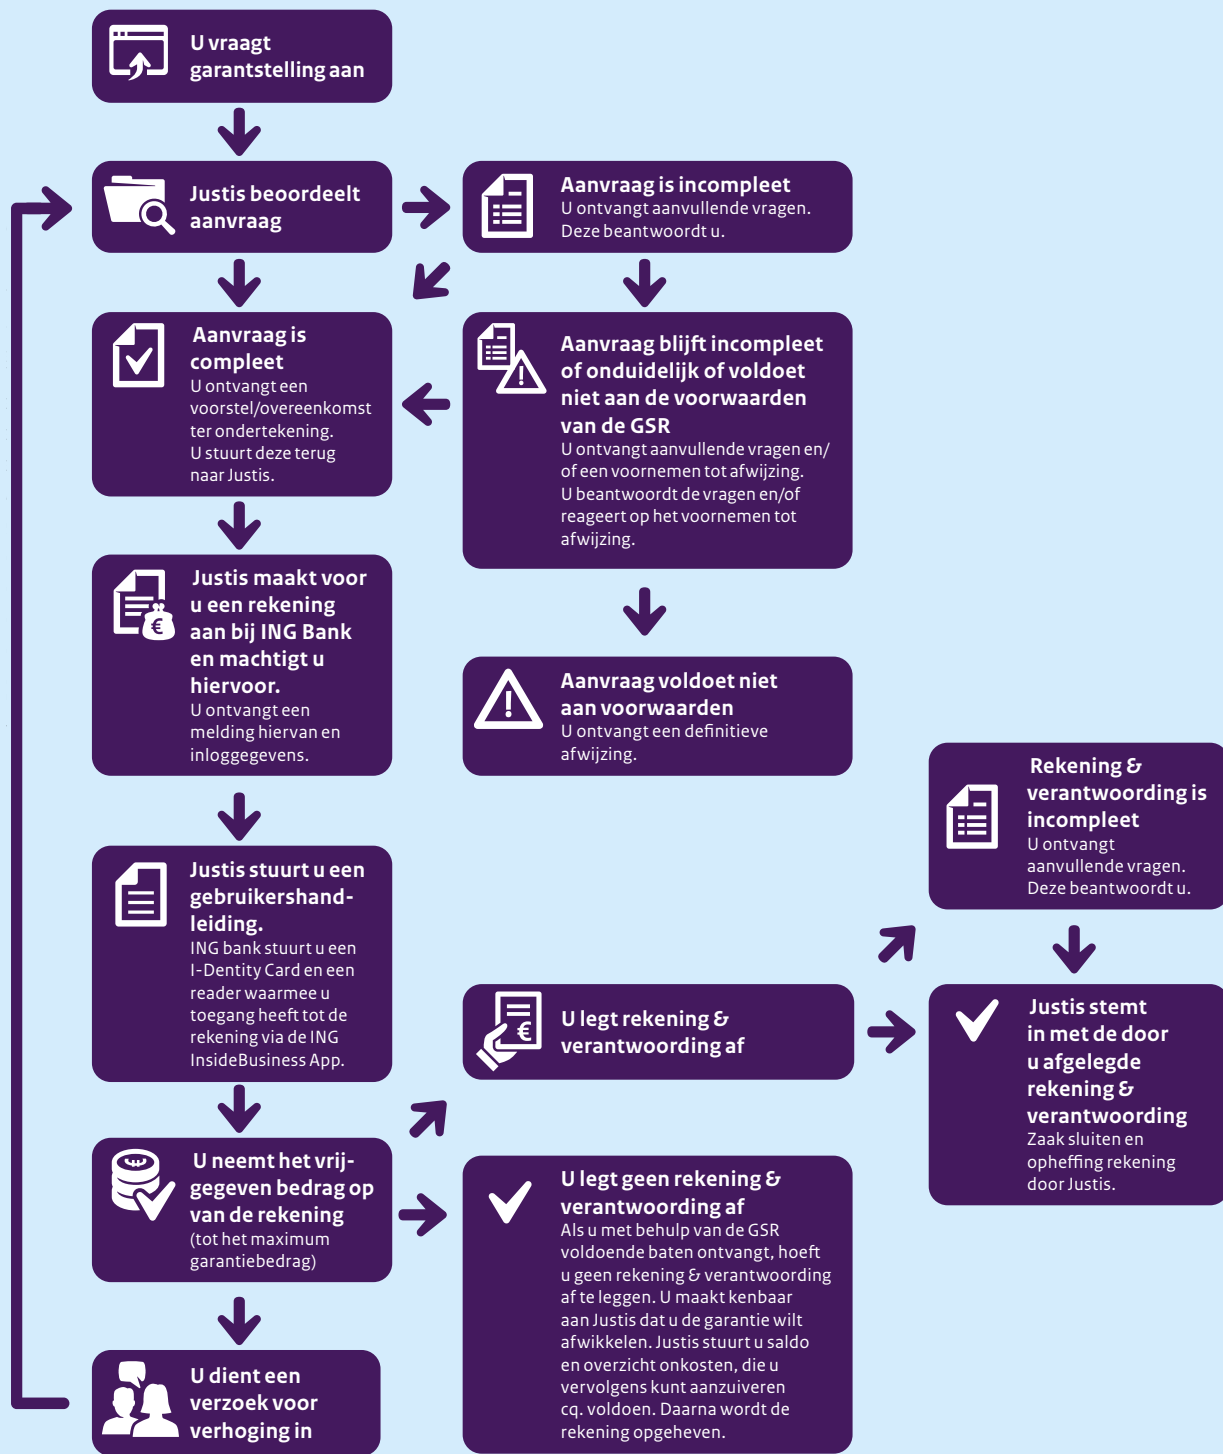 U vraagt
garantstelling aan
Justis beoordeelt
aanvraag
Aanvraag is incompleet
U ontvangt aanvullende vragen.
Deze beantwoordt u.
Aanvraag is
compleet
U ontvangt een
voorstel/overeenkomst
ter ondertekening.
U stuurt deze terug
naar Justis.
Aanvraag blijft incompleet
of onduidelijk of voldoet
niet aan de voorwaarden
van de GSR
U ontvangt aanvullende vragen en/
of een voornemen tot afwijzing.
U beantwoordt de vragen en/of
reageert op het voornemen tot
afwijzing.
Justis maakt voor
u een rekening
aan bij ING Bank
en machtigt u
hiervoor.
U ontvangt een
melding hiervan en
inloggegevens.
Aanvraag voldoet niet
aan voorwaarden
U ontvangt een definitieve
afwijzing.
Rekening &
verantwoording is
incompleet
U ontvangt
aanvullende vragen.
Deze beantwoordt u.
Justis stuurt u een
gebruikershand-
leiding.
ING bank stuurt u een
I-Dentity Card en een
reader waarmee u
toegang heeft tot de
rekening via de ING
InsideBusiness App.
U legt rekening &
verantwoording af
Justis stemt
in met de door
u afgelegde
rekening &
verantwoording
Zaak sluiten en
opheffing rekening
door Justis.
U neemt het vrij-
gegeven bedrag op
van de rekening
(tot het maximum
garantiebedrag)
U legt geen rekening &
verantwoording af
Als u met behulp van de GSR
voldoende baten ontvangt, hoeft
u geen rekening & verantwoording
af te leggen. U maakt kenbaar
aan Justis dat u de garantie wilt
afwikkelen. Justis stuurt u saldo
en overzicht onkosten, die u
vervolgens kunt aanzuiveren
cq. voldoen. Daarna wordt de
rekening opgeheven.
U dient een
verzoek voor
verhoging in